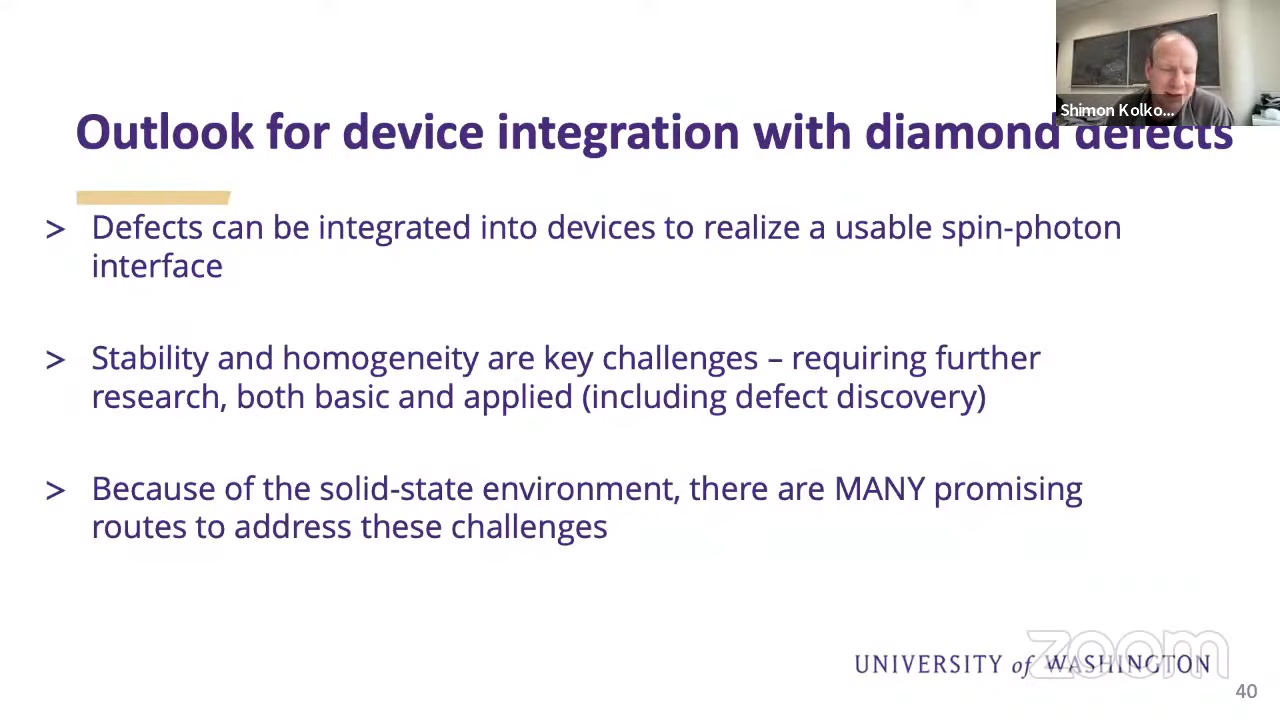 Shimon Kolko...
Outlook for device integration with diamond defects
> Defects can be integrated into devices to realize a usable spin-photon
interface
> Stability and homogeneity are key challenges – requiring further
research, both basic and applied (including defect discovery)
> Because of the solid-state environment, there are MANY promising
routes to address these challenges
zoom
UNIVERSITY of WASHINGTON
40